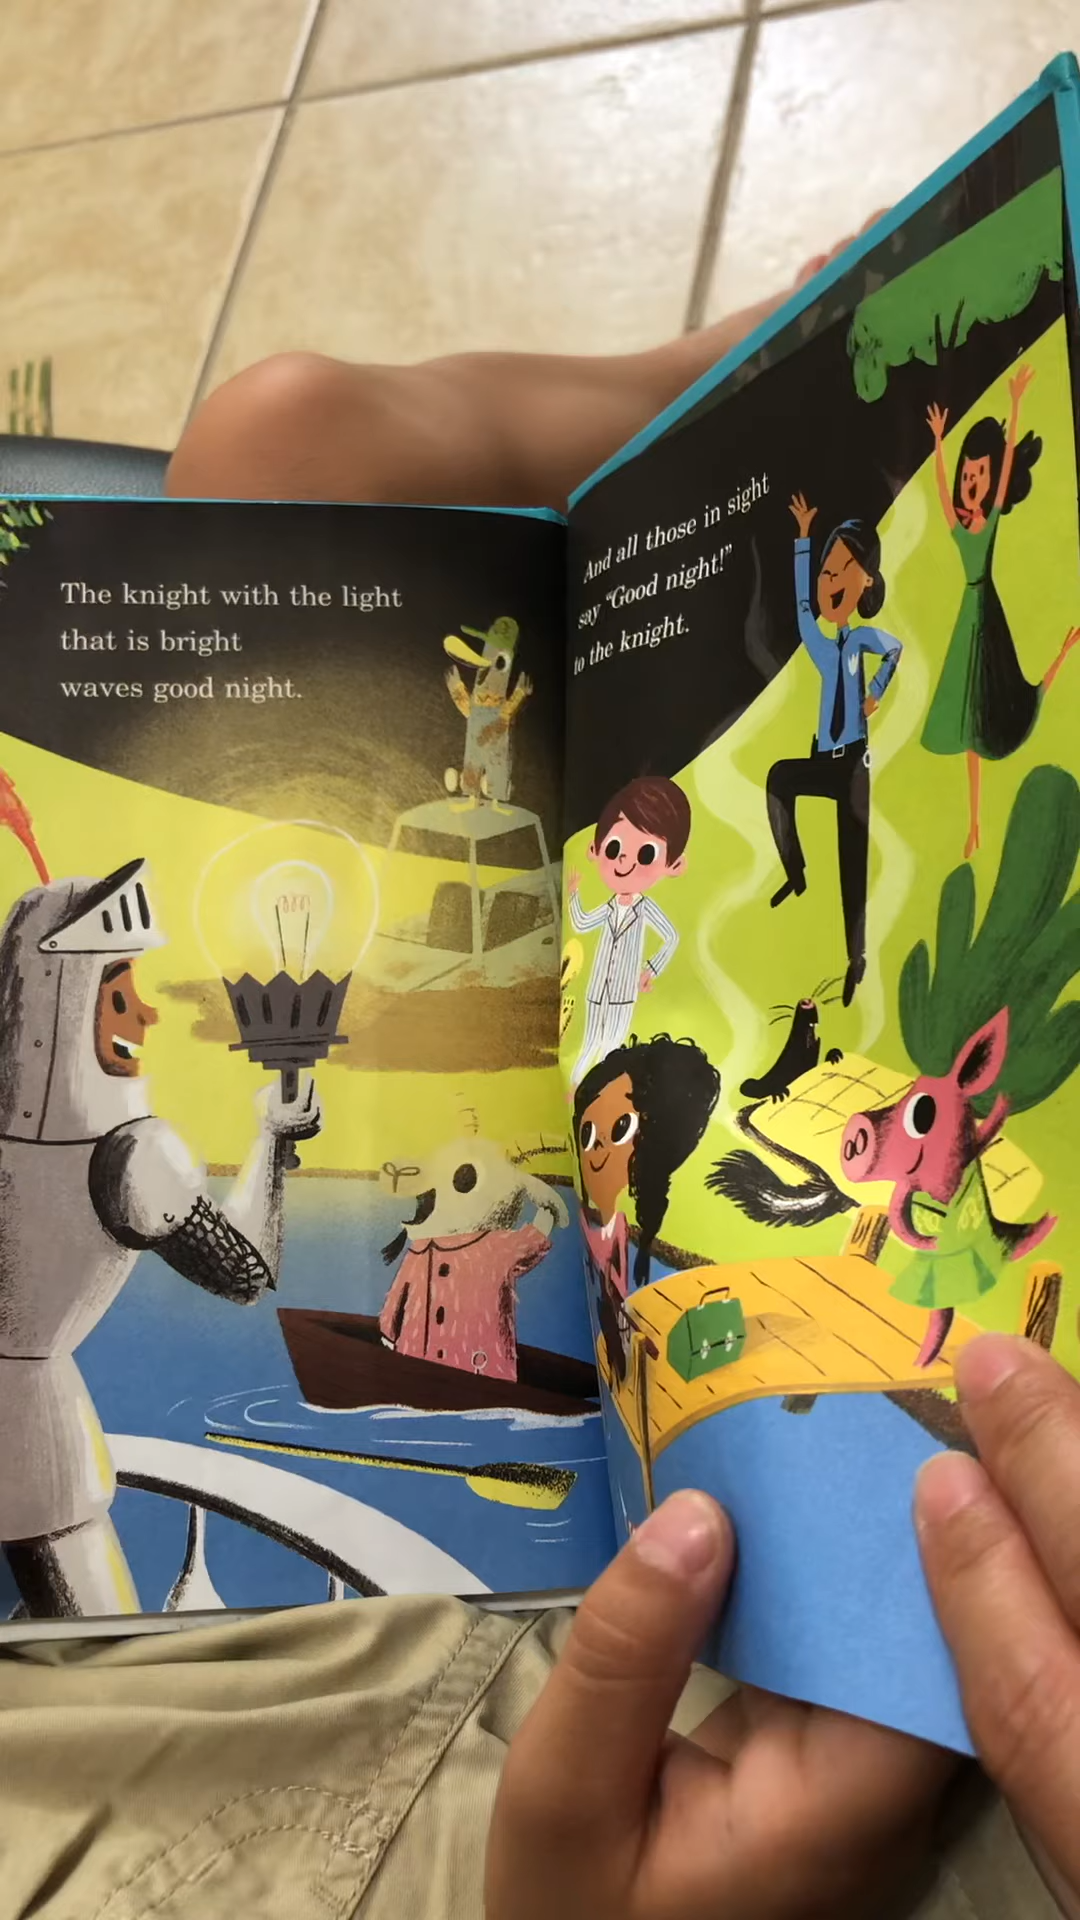 The knight with the light
that is bright
waves good night.
And all those in sight
say “Good night!”
to the knight.